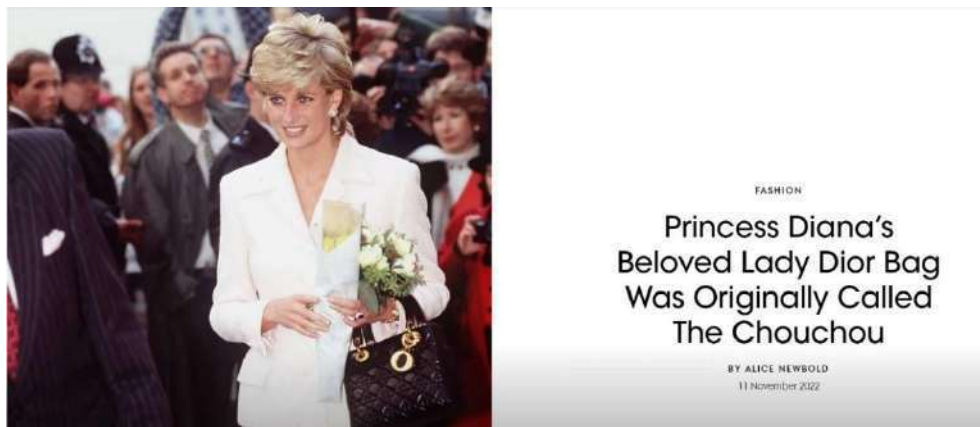 FASHION
Princess Diana's
Beloved Lady Dior Bag
Was Originally Called
The Chouchou
BY ALICE NEWBOLD
11 November 2022